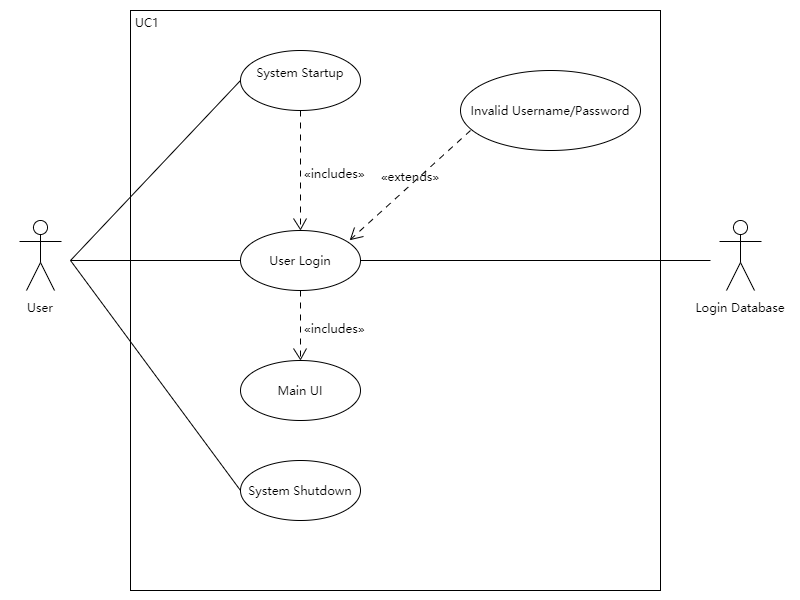 UC1
System Startup
Invalid Username/Password
«includes»
«extends»
User Login
User
Login Database
«includes»
Main UI
System Shutdown